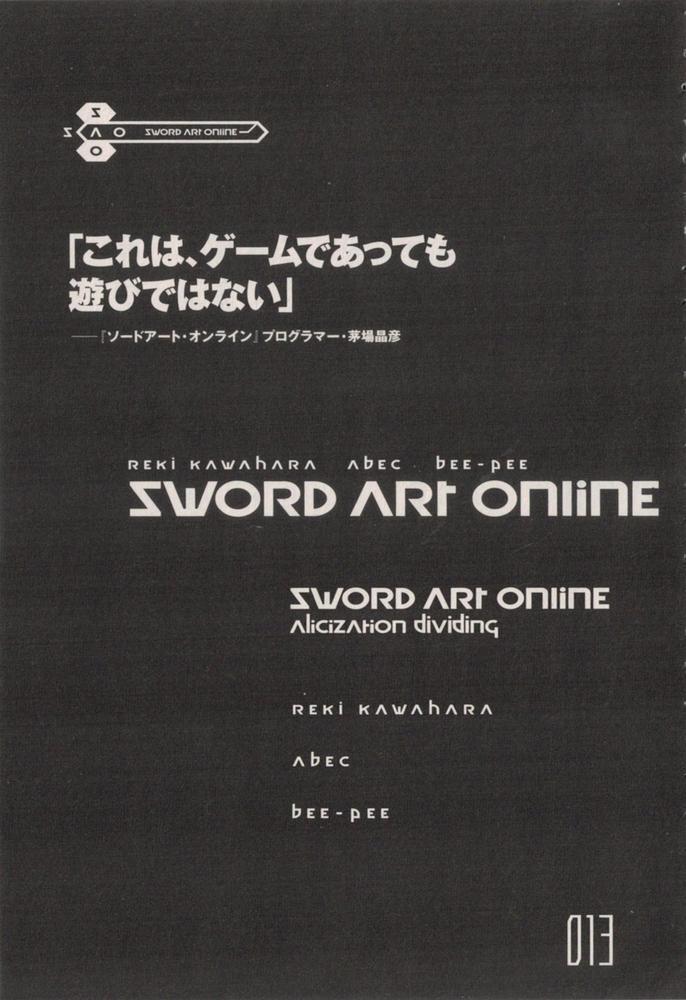 S
S A O SWORD ART ONLINE
O
「これは、ゲームであっても
遊びではない」
──『ソードアート・オンライン』プログラマー・茅場晶彦
REKI KAWAHARA abec bee-pee
SWORD ART ONLINE
SWORD ART ONLINE
Alicization dividing
REKI KAWAHARA
abec
bee-pee
013